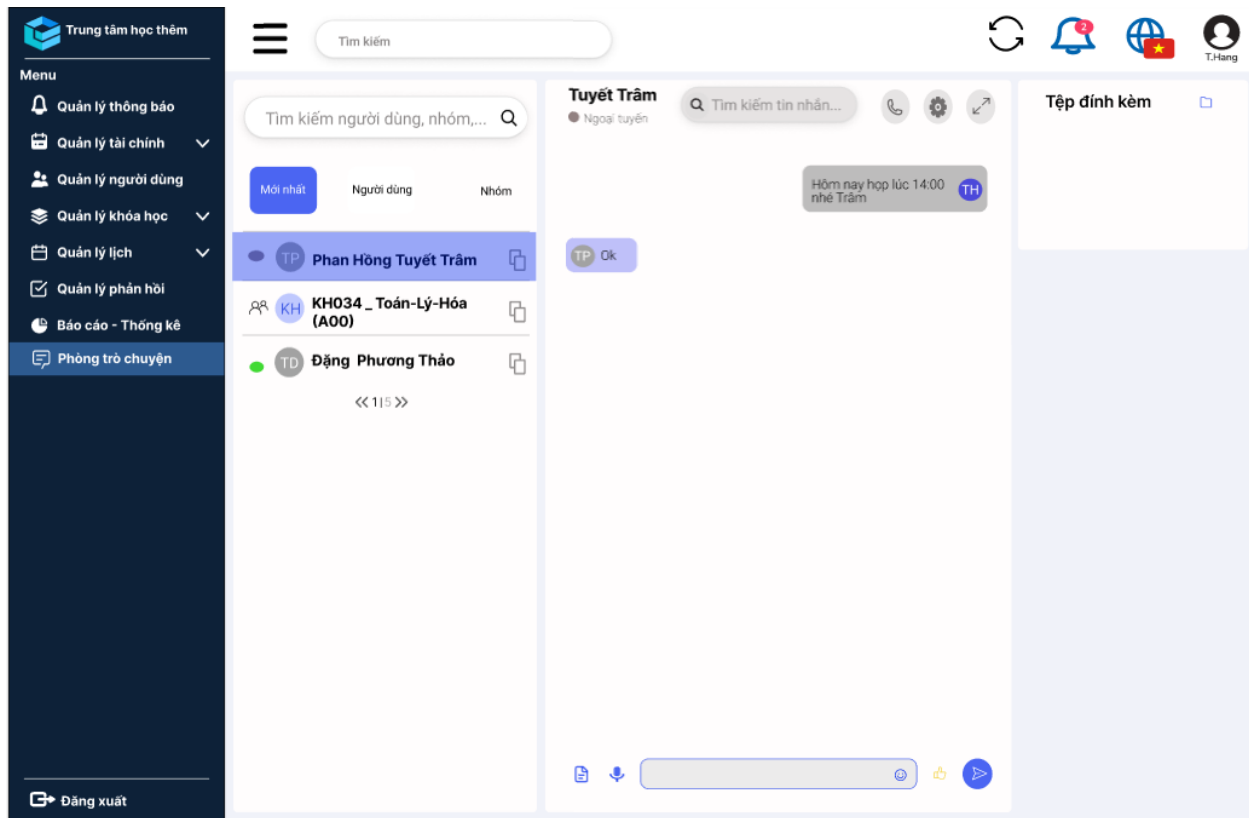 Trung tâm học thêm
Menu
Quản lý thông báo
Quản lý tài chính
Quản lý người dùng
Quản lý khóa học
Quản lý lịch
Quản lý phản hồi
Báo cáo - Thống kê
Phòng trò chuyện
Đăng xuất
Tìm kiếm
2
T.Hang
Tìm kiếm người dùng, nhóm,...
Mới nhất
Người dùng
Nhóm
TP Phan Hồng Tuyết Trâm
KH KH034 _ Toán-Lý-Hóa
(A00)
TD Đặng Phương Thảo
1|5
Tuyết Trâm
Ngoại tuyến
Tìm kiếm tin nhắn...
Hôm nay họp lúc 14:00
nhé Trâm
TH
TP Ok
Tệp đính kèm